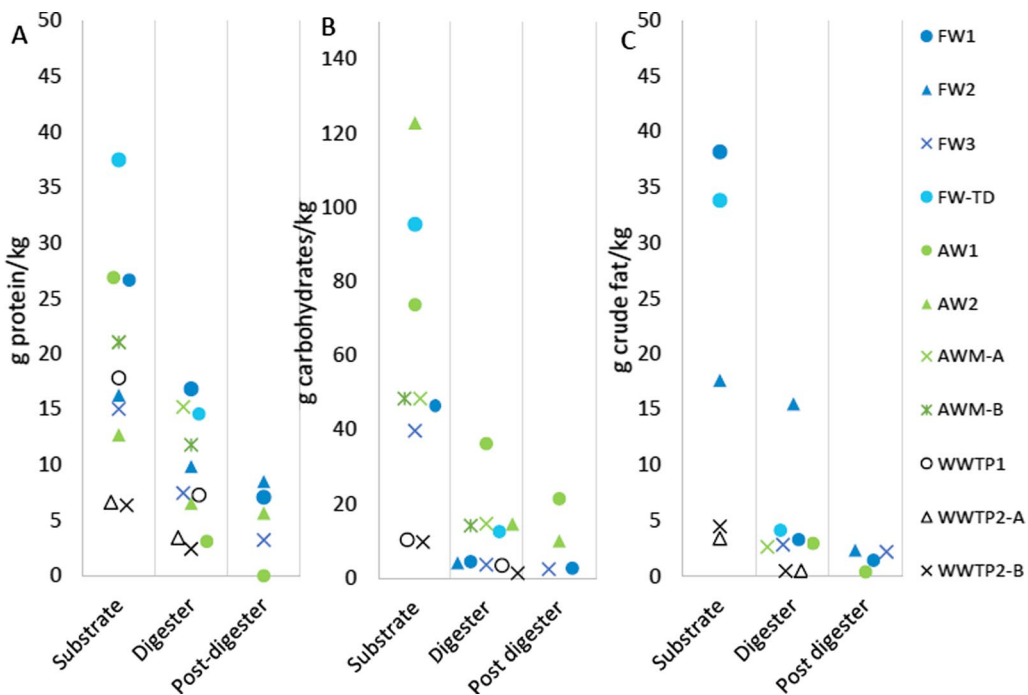 A
g protein/kg
50
45
40
35
30
25
20
15
10
5
0
Substrate
Digester
Post-digester
B
g carbohydrates/kg
140
120
100
80
60
40
20
0
Substrate
Digester
Post digester
C
g crude fat/kg
50
45
40
35
30
25
20
15
10
5
0
Substrate
Digester
Post digester
FW1
FW2
FW3
FW-TD
AW1
AW2
AWM-A
AWM-B
WWTP1
WWTP2-A
WWTP2-B